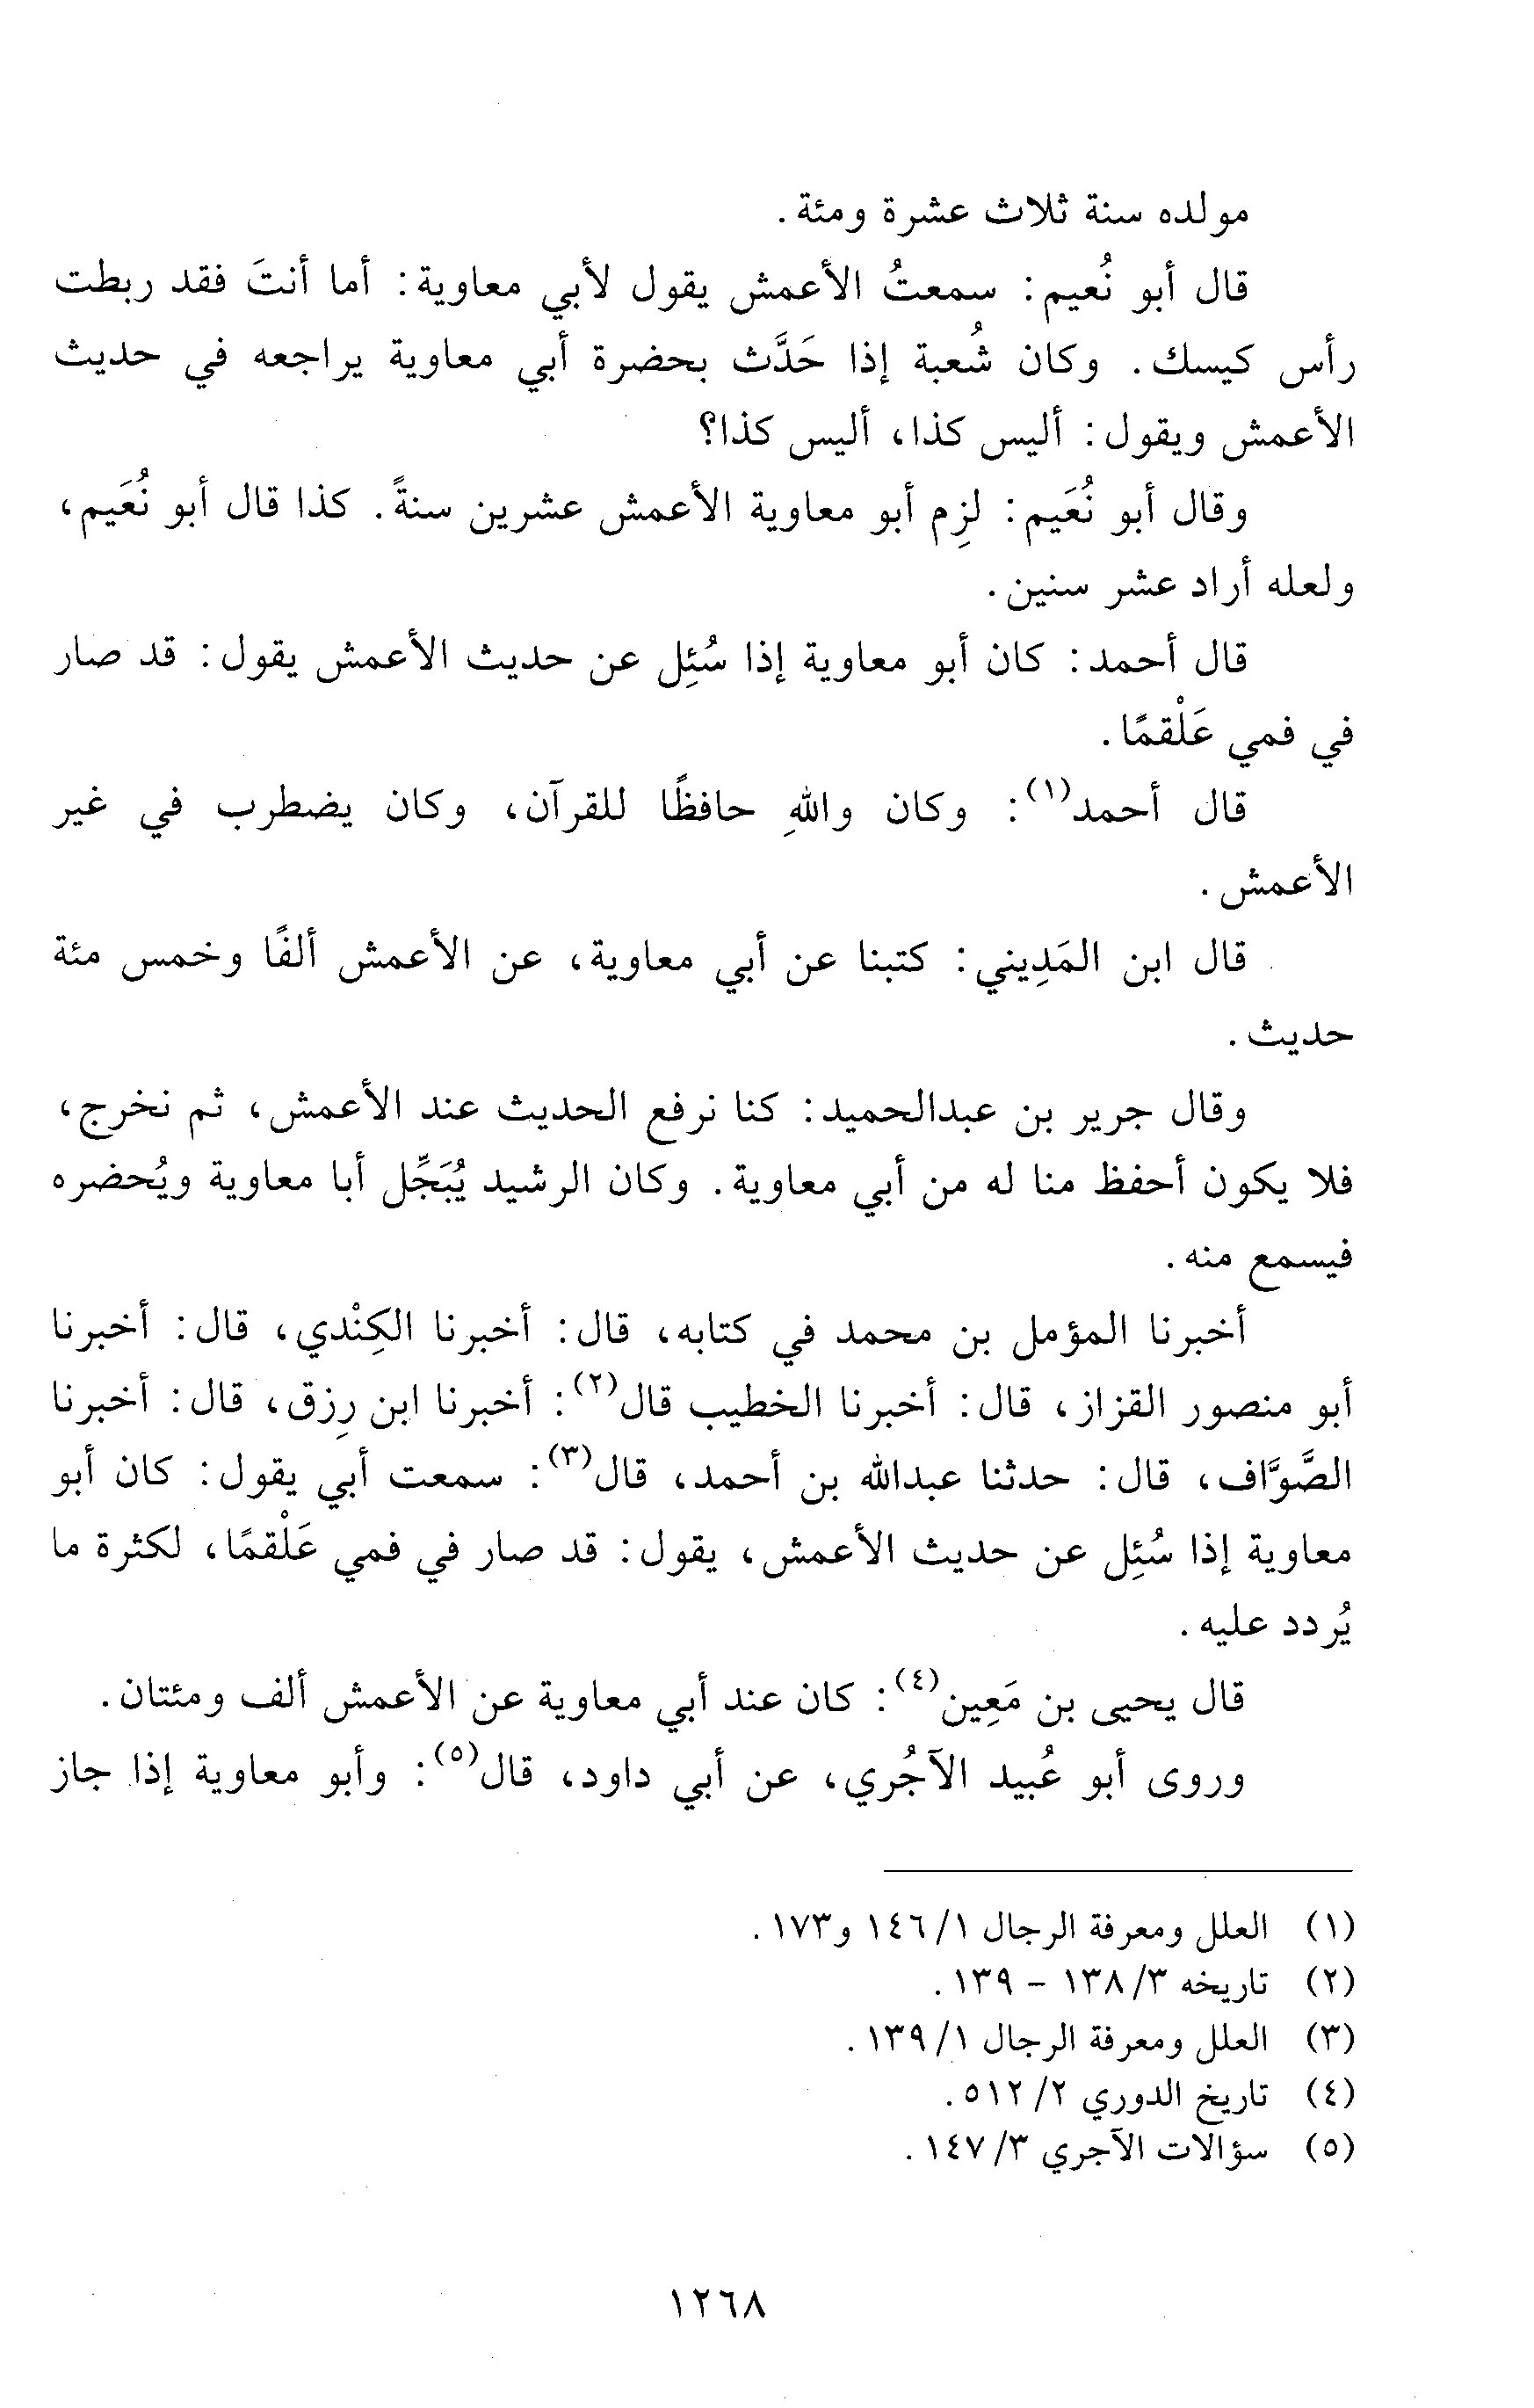 مولده سنة ثلاث عشرة ومئة.
قال أبو نُعيم: سمعتُ الأعمش يقول لأبي معاوية: أما أنتَ فقد ربطت
رأس كيسك. وكان شُعبة إذا حَدَّث بحضرة أبي معاوية يراجعه في حديث
الأعمش ويقول: أليس كذا، أليس كذا؟
وقال أبو نُعَيم: لزِم أبو معاوية الأعمش عشرين سنةً. كذا قال أبو نُعَيم،
ولعله أراد عشر سنين.
قال أحمد: كان أبو معاوية إذا سُئِل عن حديث الأعمش يقول: قد صار
في فمي عَلْقمًا.
قال أحمد(١): وكان واللهِ حافظًا للقرآن، وكان يضطرب في غير
الأعمش.
قال ابن المَدِيني: كتبنا عن أبي معاوية، عن الأعمش ألفًا وخمس مئة
حديث.
وقال جرير بن عبدالحميد: كنا نرفع الحديث عند الأعمش، ثم نخرج،
فلا يكون أحفظ منا له من أبي معاوية. وكان الرشيد يُبَجِّل أبا معاوية ويُحضره
فيسمع منه.
أخبرنا المؤمل بن محمد في كتابه، قال: أخبرنا الكِنْدي، قال: أخبرنا
أبو منصور القزاز، قال: أخبرنا الخطيب قال(٢): أخبرنا ابن رِزق، قال: أخبرنا
الصَّوَّاف، قال: حدثنا عبدالله بن أحمد، قال(٣): سمعت أبي يقول: كان أبو
معاوية إذا سُئِل عن حديث الأعمش، يقول: قد صار في فمي عَلْقمًا، لكثرة ما
يُردد عليه.
قال يحيى بن مَعِين(٤): كان عند أبي معاوية عن الأعمش ألف ومئتان.
وروى أبو عُبيد الآجُري، عن أبي داود، قال(٥): وأبو معاوية إذا جاز
(١) العلل ومعرفة الرجال ١/ ١٤٦ و١٧٣.
(٢) تاريخه ٣/ ١٣٨ - ١٣٩.
(٣) العلل ومعرفة الرجال ١/ ١٣٩.
(٤) تاريخ الدوري ٢/ ٥١٢.
(٥) سؤالات الآجري ٣/ ١٤٧.
١٢٦٨